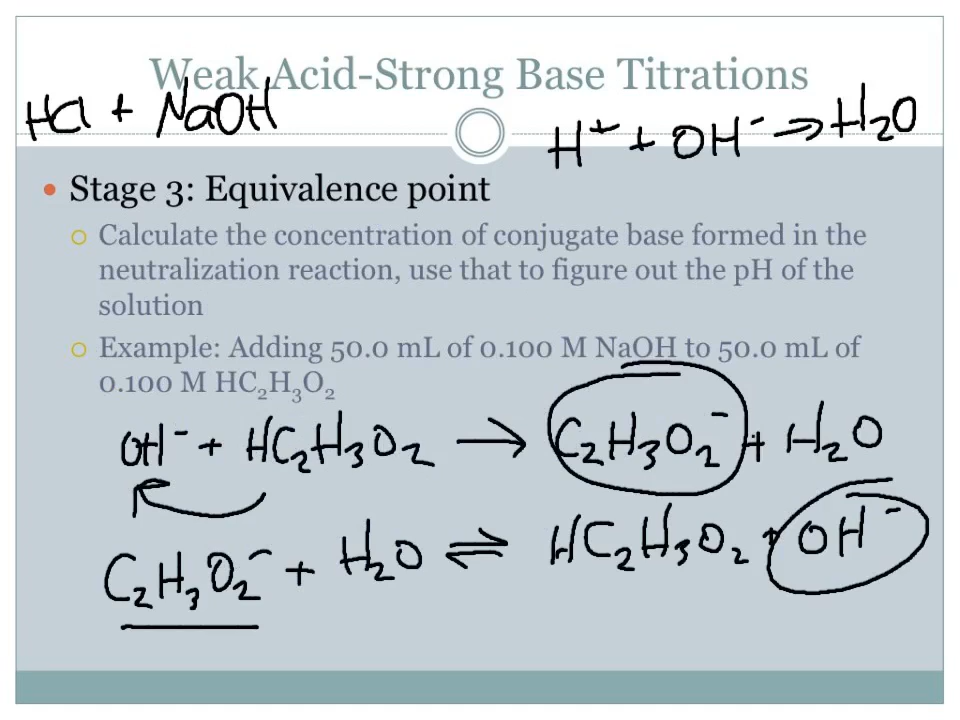 Weak Acid-Strong Base Titrations
HCl + NaOH
H⁺ + OH⁻ → H₂O
• Stage 3: Equivalence point
○ Calculate the concentration of conjugate base formed in the
neutralization reaction, use that to figure out the pH of the
solution
○ Example: Adding 50.0 mL of 0.100 M NaOH to 50.0 mL of
0.100 M HC₂H₃O₂
OH⁻ + HC₂H₃O₂ → C₂H₃O₂⁻ + H₂O
C₂H₃O₂⁻ + H₂O ⇌ HC₂H₃O₂ + OH⁻